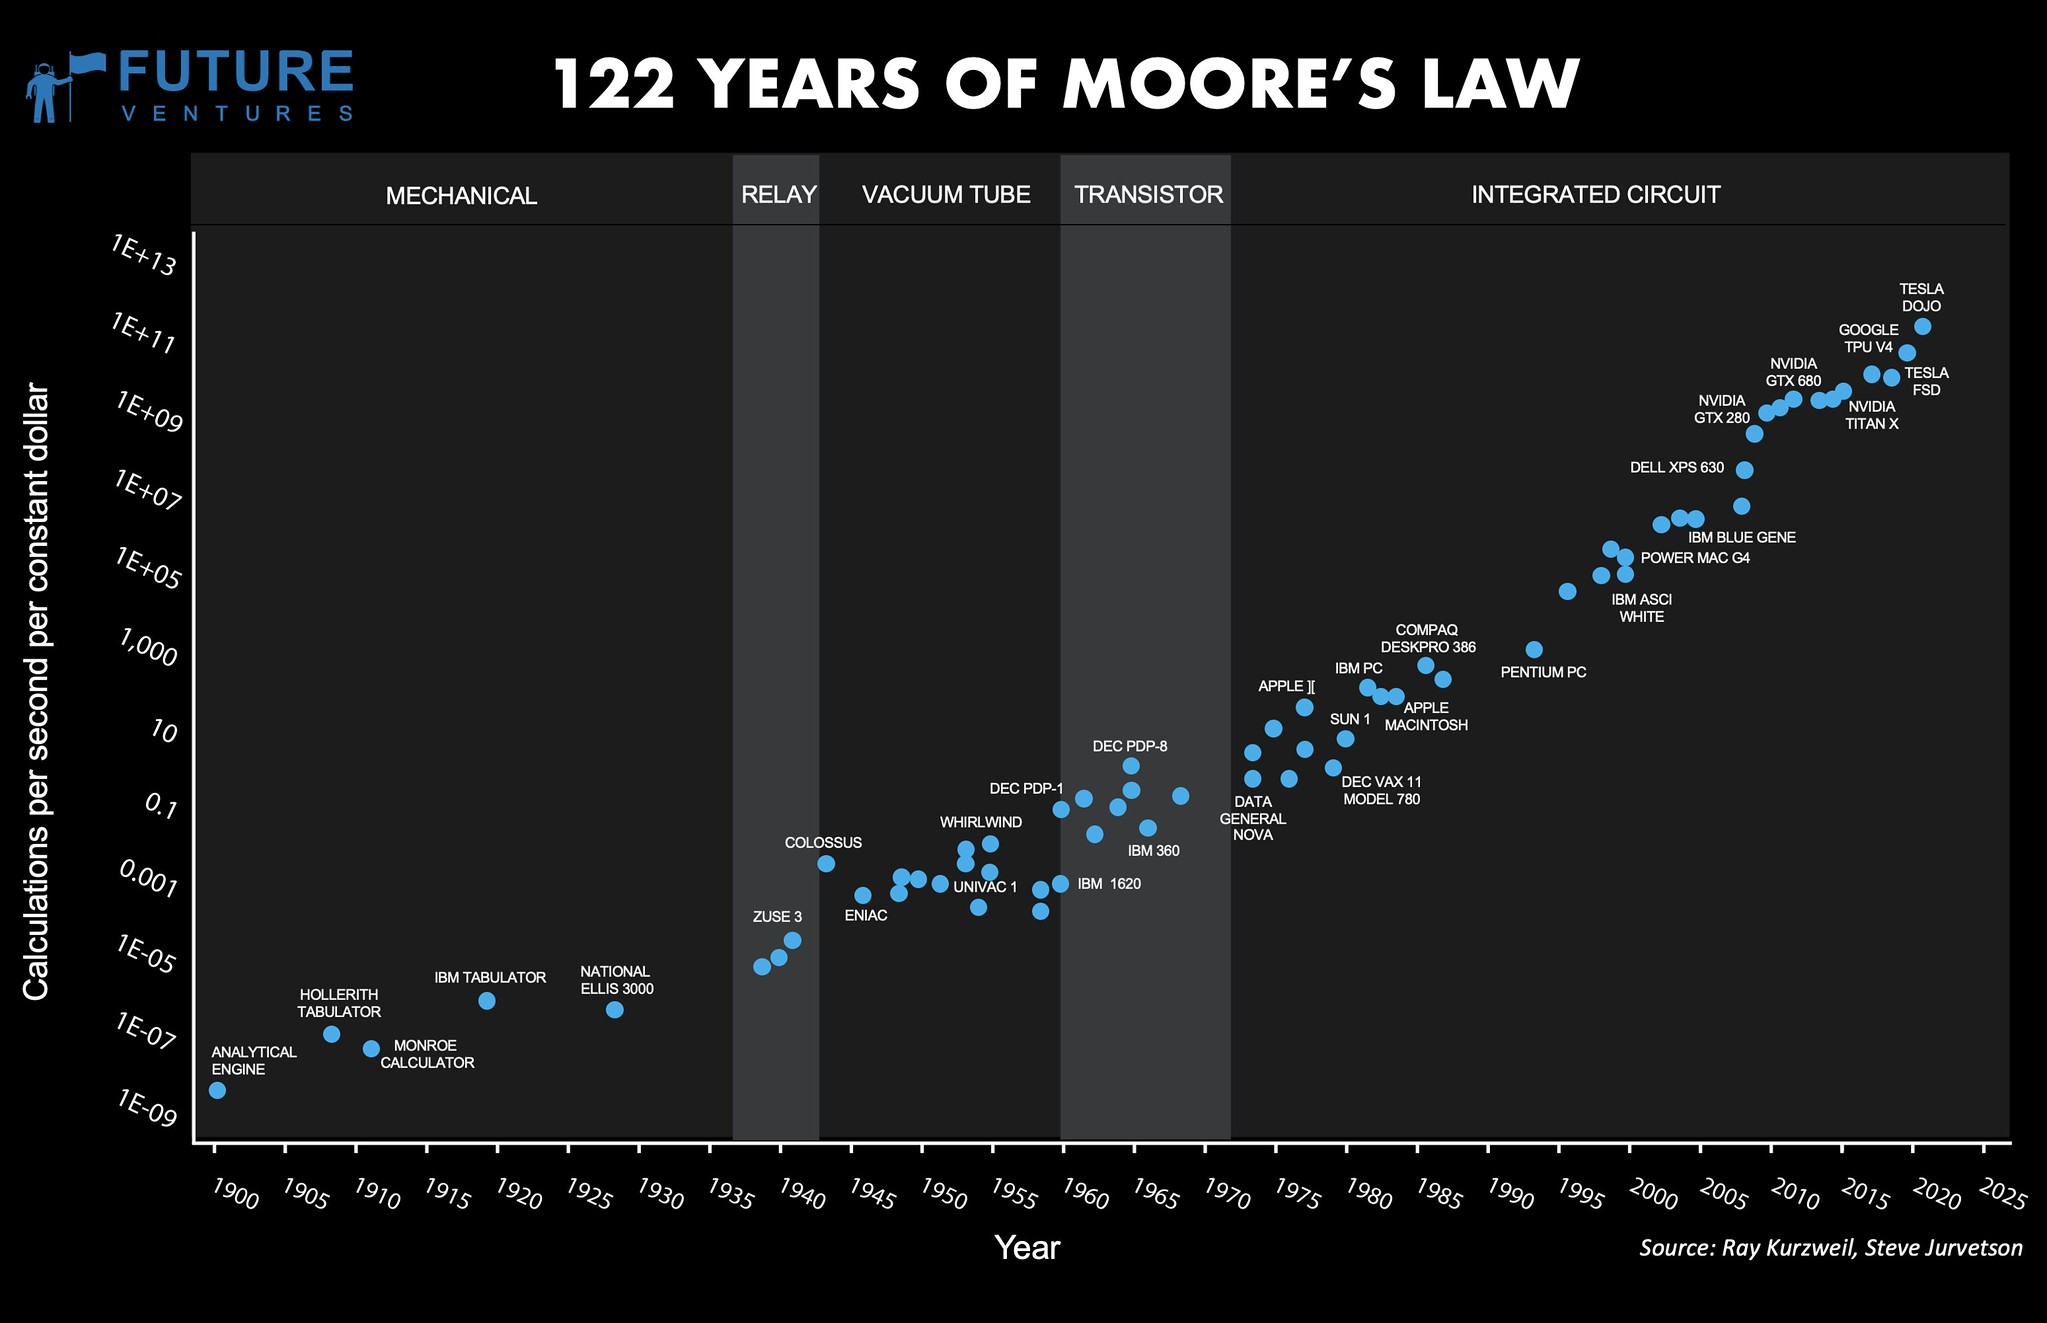 FUTURE
VENTURES
122 YEARS OF MOORE'S LAW
MECHANICAL
RELAY
VACUUM TUBE
TRANSISTOR
INTEGRATED CIRCUIT
Calculations per second per constant dollar
1E+13
1E+11
1E+09
1E+07
1E+05
1,000
10
0.1
0.001
1E-05
1E-07
1E-09
ANALYTICAL
ENGINE
HOLLERITH
TABULATOR
MONROE
CALCULATOR
IBM TABULATOR
NATIONAL
ELLIS 3000
ZUSE 3
COLOSSUS
ENIAC
WHIRLWIND
UNIVAC 1
DEC PDP-1
IBM 1620
DEC PDP-8
IBM 360
DATA
GENERAL
NOVA
APPLE ][
SUN 1
DEC VAX 11
MODEL 780
IBM PC
COMPAQ
DESKPRO 386
APPLE
MACINTOSH
PENTIUM PC
IBM ASCI
WHITE
POWER MAC G4
IBM BLUE GENE
DELL XPS 630
NVIDIA
GTX 280
NVIDIA
GTX 680
NVIDIA
TITAN X
GOOGLE
TPU V4
TESLA
FSD
TESLA
DOJO
1900
1905
1910
1915
1920
1925
1930
1935
1940
1945
1950
1955
1960
1965
1970
1975
1980
1985
1990
1995
2000
2005
2010
2015
2020
2025
Year
Source: Ray Kurzweil, Steve Jurvetson